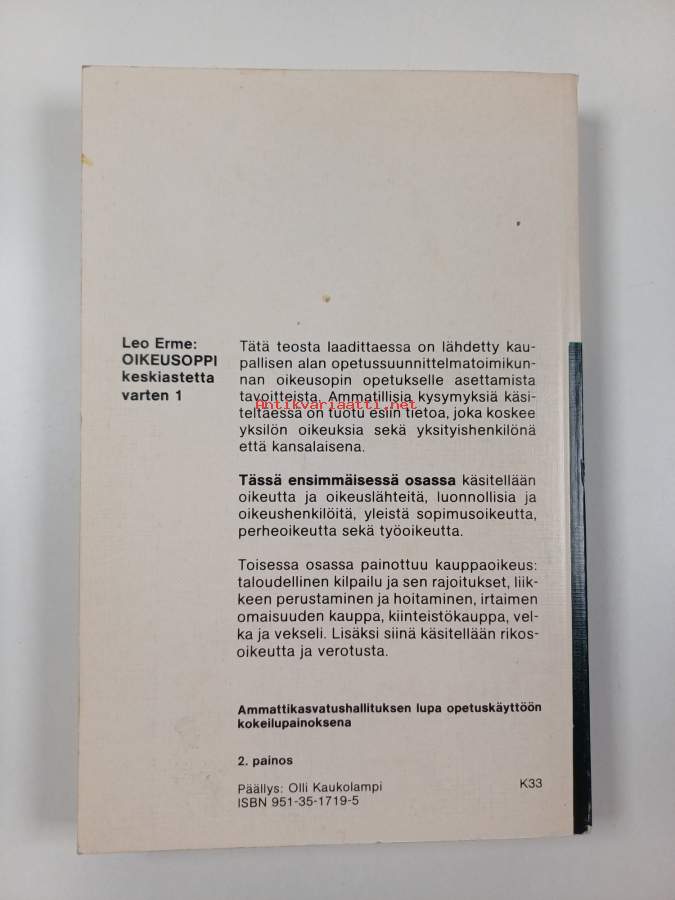 Leo Erme:
OIKEUSOPPI
keskiastetta
varten 1
Tätä teosta laadittaessa on lähdetty kau-
pallisen alan opetussuunnittelmatoimikun-
nan oikeusopin opetukselle asettamista
tavoitteista. Ammatillisia kysymyksiä käsi-
teltäessä on tuotu esiin tietoa, joka koskee
yksilön oikeuksia sekä yksityishenkilönä
että kansalaisena.
Antikvariaatti.net
Tässä ensimmäisessä osassa käsitellään
oikeutta ja oikeuslähteitä, luonnollisia ja
oikeushenkilöitä, yleistä sopimusoikeutta,
perheoikeutta sekä työoikeutta.
Toisessa osassa painottuu kauppaoikeus:
taloudellinen kilpailu ja sen rajoitukset, liik-
keen perustaminen ja hoitaminen, irtaimen
omaisuuden kauppa, kiinteistökauppa, vel-
ka ja vekseli. Lisäksi siinä käsitellään rikos-
oikeutta ja verotusta.
Ammattikasvatushallituksen lupa opetuskäyttöön
kokeilupainoksena
2. painos
Päällys: Olli Kaukolampi
ISBN 951-35-1719-5
K33